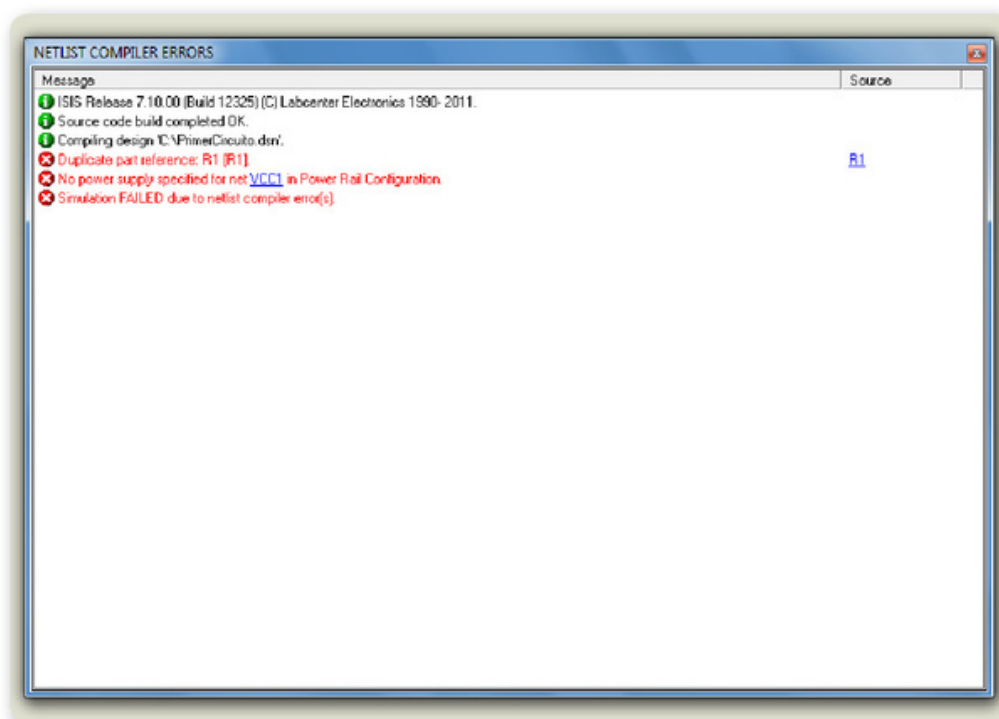 NETLIST COMPILER ERRORS
Message Source
ISIS Release 7.10.00 (Build 12325) (C) Labcenter Electronics 1990- 2011.
Source code build completed OK.
Compiling design 'C:\PrimerCircuito.dsn'.
Duplicate part reference: R1 [R1]. R1
No power supply specified for net VCC1 in Power Rail Configuration.
Simulation FAILED due to netlist compiler error(s).